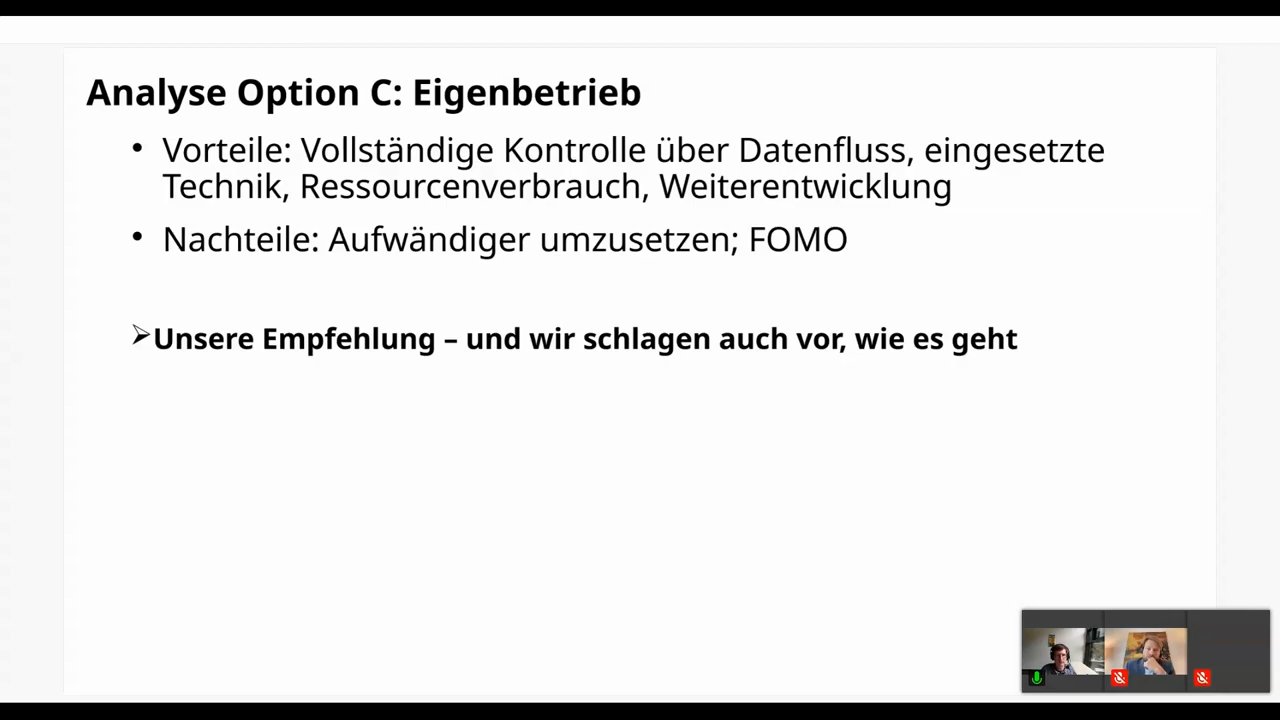 Analyse Option C: Eigenbetrieb
• Vorteile: Vollständige Kontrolle über Datenfluss, eingesetzte
Technik, Ressourcenverbrauch, Weiterentwicklung
• Nachteile: Aufwändiger umzusetzen; FOMO
➢Unsere Empfehlung – und wir schlagen auch vor, wie es geht